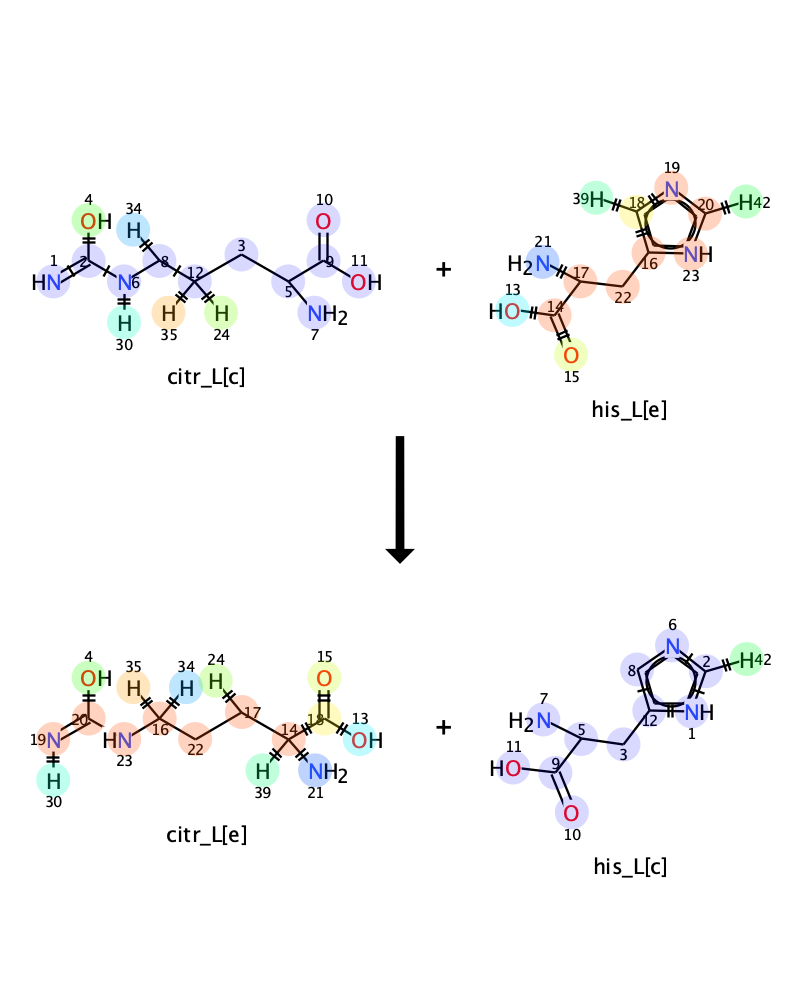 4 34 10 19
OH H O 39 H 18 N 20 H 42
1 2 8 3 9 21 16 NH
HN N 6 12 5 11 OH + H2N 17 23
H H H NH2 13 14 22
30 35 24 7 HO O
citr_L[c] 15
his_L[e]
4 35 34 24 15 6
OH H H H O 8 N 2 H 42
20 16 17 18 13 7 12 NH
19 N HN 22 14 OH + H2N 5 1
H 23 H NH2 11 9 3
30 39 21 HO O
citr_L[e] 10
his_L[c]